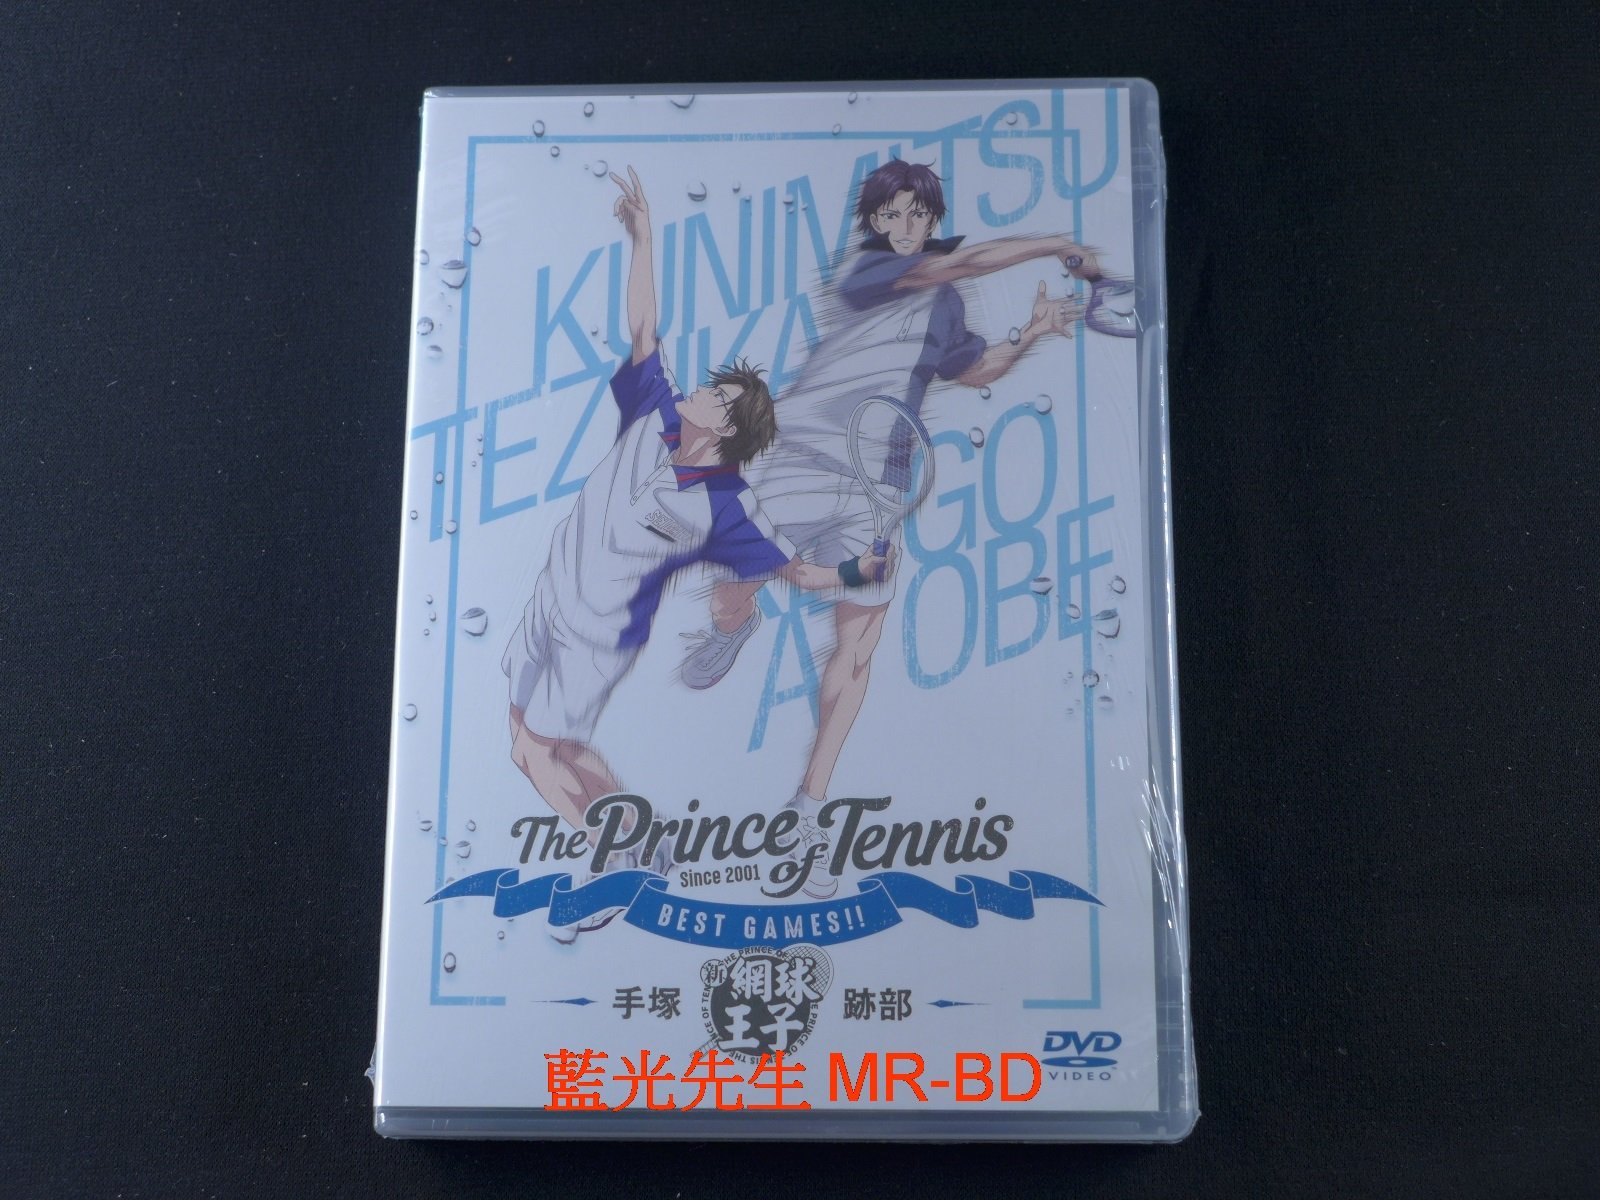 KUNIMITSU
TEZUKA
GO
ATOBE
The Prince of Tennis
Since 2001
BEST GAMES!!
手塚 新網球王子 跡部
DVD
VIDEO
藍光先生 MR-BD